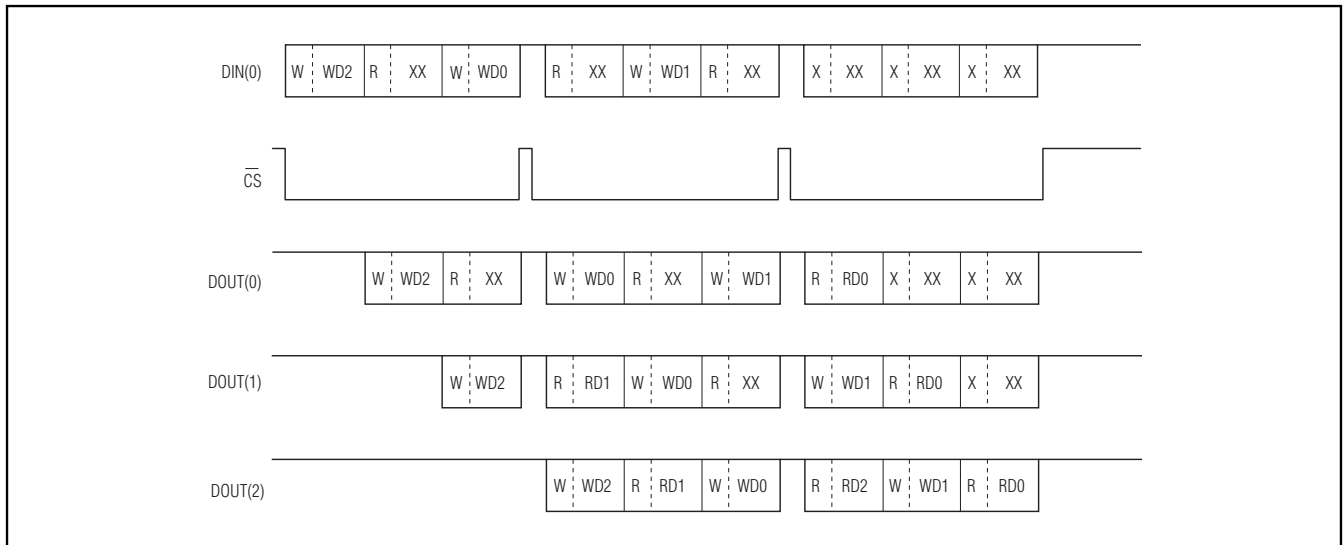 DIN(0) W WD2 R XX W WD0 R XX W WD1 R XX X XX X XX X XX
CS
DOUT(0) W WD2 R XX W WD0 R XX W WD1 R RD0 X XX X XX
DOUT(1) W WD2 R RD1 W WD0 R XX W WD1 R RD0 X XX
DOUT(2) W WD2 R RD1 W WD0 R RD2 W WD1 R RD0